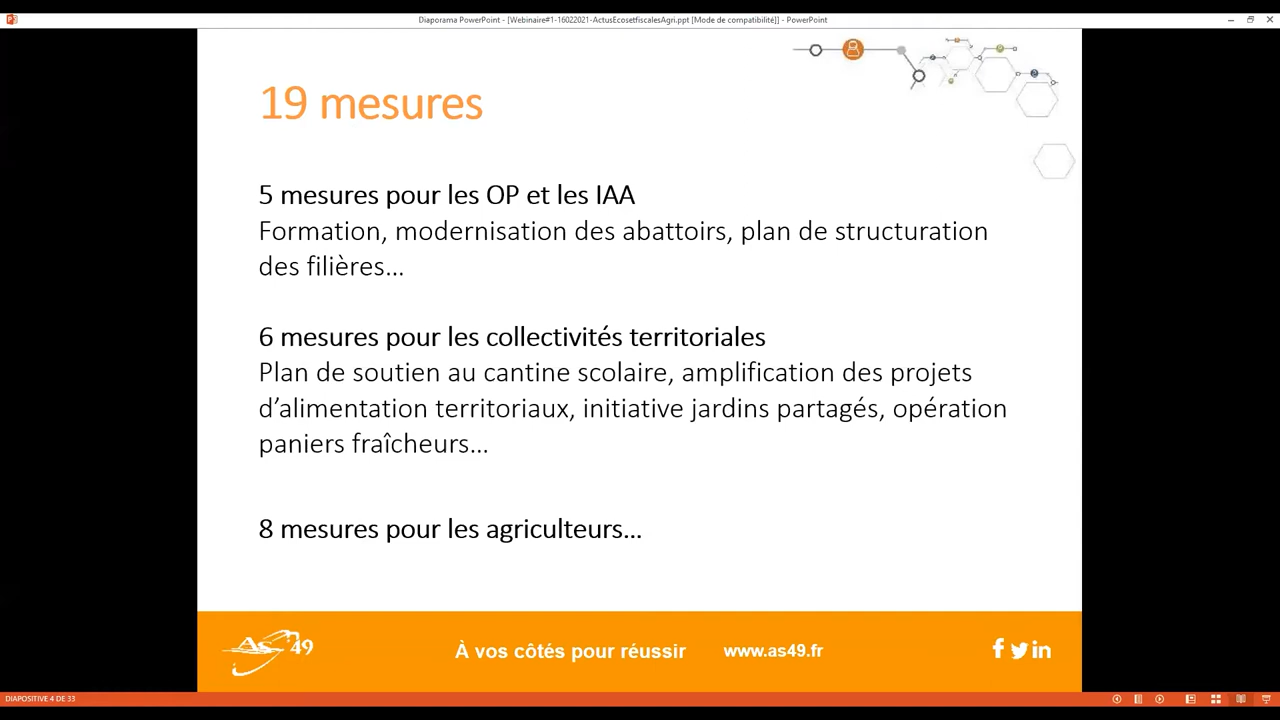 Diaporama PowerPoint - [Webinaire#1-16022021-ActusEcosetfiscalesAgri.ppt [Mode de compatibilité]] - PowerPoint
19 mesures
5 mesures pour les OP et les IAA
Formation, modernisation des abattoirs, plan de structuration
des filières...
6 mesures pour les collectivités territoriales
Plan de soutien au cantine scolaire, amplification des projets
d'alimentation territoriaux, initiative jardins partagés, opération
paniers fraîcheurs...
8 mesures pour les agriculteurs...
As 49
À vos côtés pour réussir
www.as49.fr
DIAPOSITIVE 4 DE 33